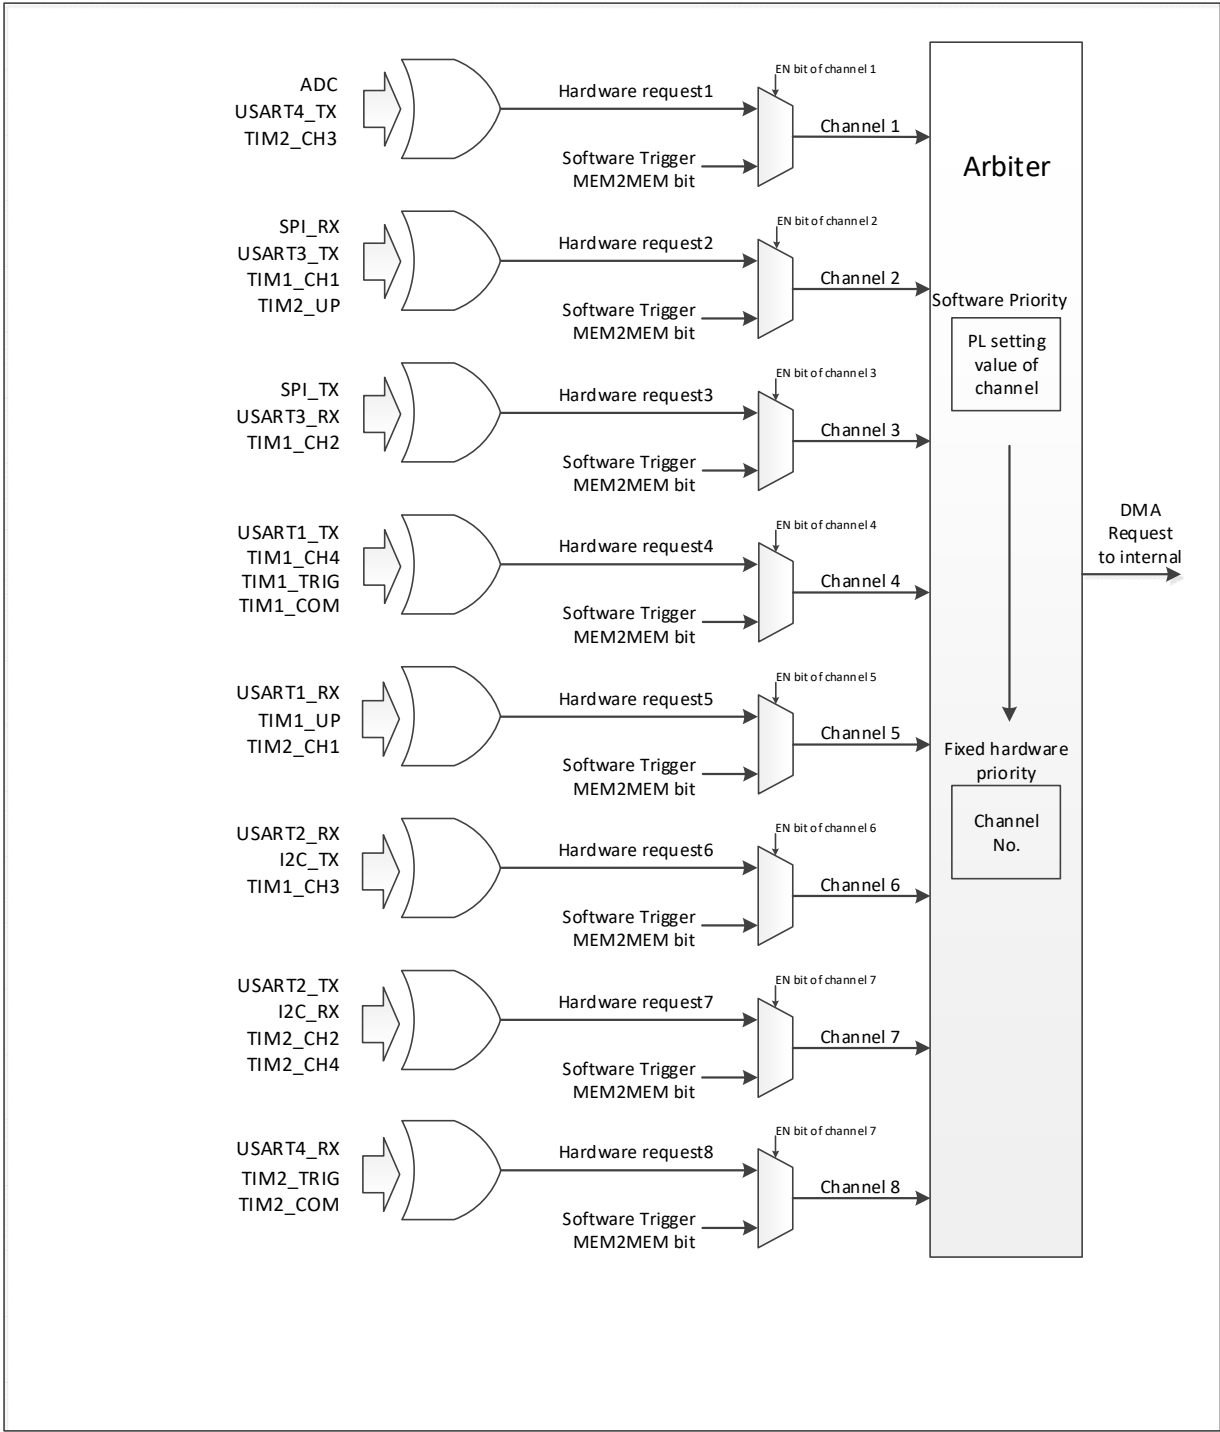 ADC
USART4_TX
TIM2_CH3
Hardware request1
EN bit of channel 1
Software Trigger
MEM2MEM bit
Channel 1
Arbiter
SPI_RX
USART3_TX
TIM1_CH1
TIM2_UP
Hardware request2
EN bit of channel 2
Software Trigger
MEM2MEM bit
Channel 2
Software Priority
PL setting
value of
channel
SPI_TX
USART3_RX
TIM1_CH2
Hardware request3
EN bit of channel 3
Software Trigger
MEM2MEM bit
Channel 3
USART1_TX
TIM1_CH4
TIM1_TRIG
TIM1_COM
Hardware request4
EN bit of channel 4
Software Trigger
MEM2MEM bit
Channel 4
DMA
Request
to internal
USART1_RX
TIM1_UP
TIM2_CH1
Hardware request5
EN bit of channel 5
Software Trigger
MEM2MEM bit
Channel 5
Fixed hardware
priority
Channel
No.
USART2_RX
I2C_TX
TIM1_CH3
Hardware request6
EN bit of channel 6
Software Trigger
MEM2MEM bit
Channel 6
USART2_TX
I2C_RX
TIM2_CH2
TIM2_CH4
Hardware request7
EN bit of channel 7
Software Trigger
MEM2MEM bit
Channel 7
USART4_RX
TIM2_TRIG
TIM2_COM
Hardware request8
EN bit of channel 7
Software Trigger
MEM2MEM bit
Channel 8